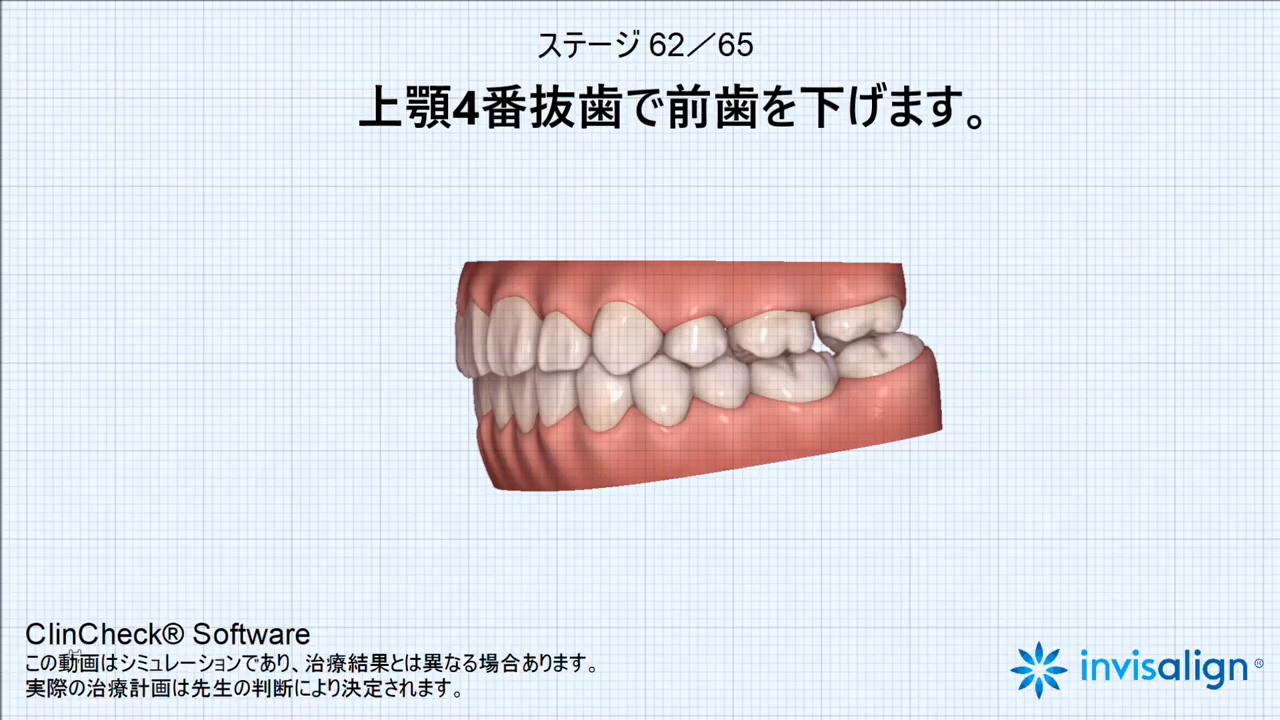 ステージ 62／65
上顎4番抜歯で前歯を下げます。
ClinCheck® Software
この動画はシミュレーションであり、治療結果とは異なる場合あります。
実際の治療計画は先生の判断により決定されます。
invisalign®